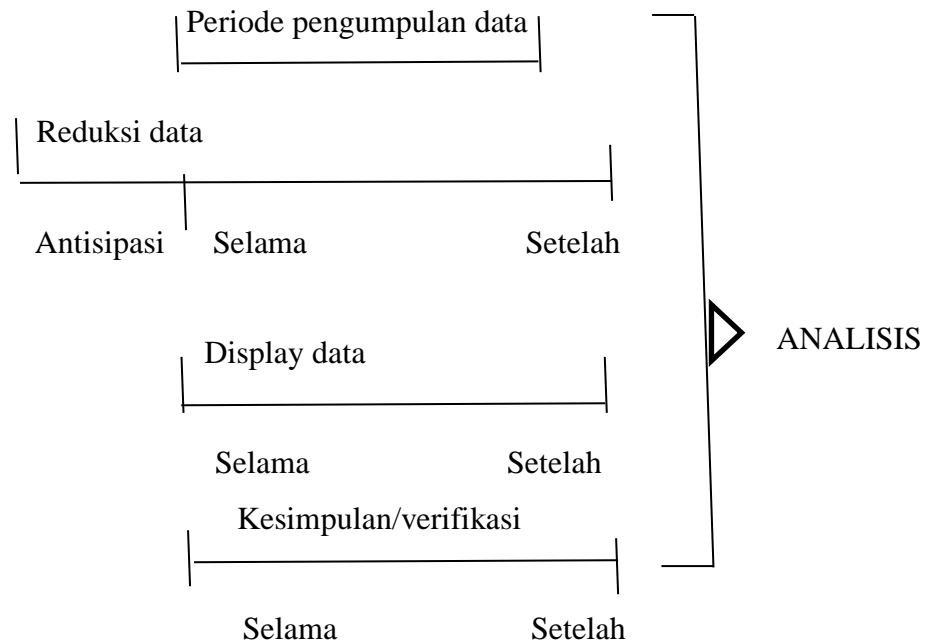 Periode pengumpulan data
Reduksi data
Antisipasi Selama Setelah
ANALISIS
Display data
Selama Setelah
Kesimpulan/verifikasi
Selama Setelah